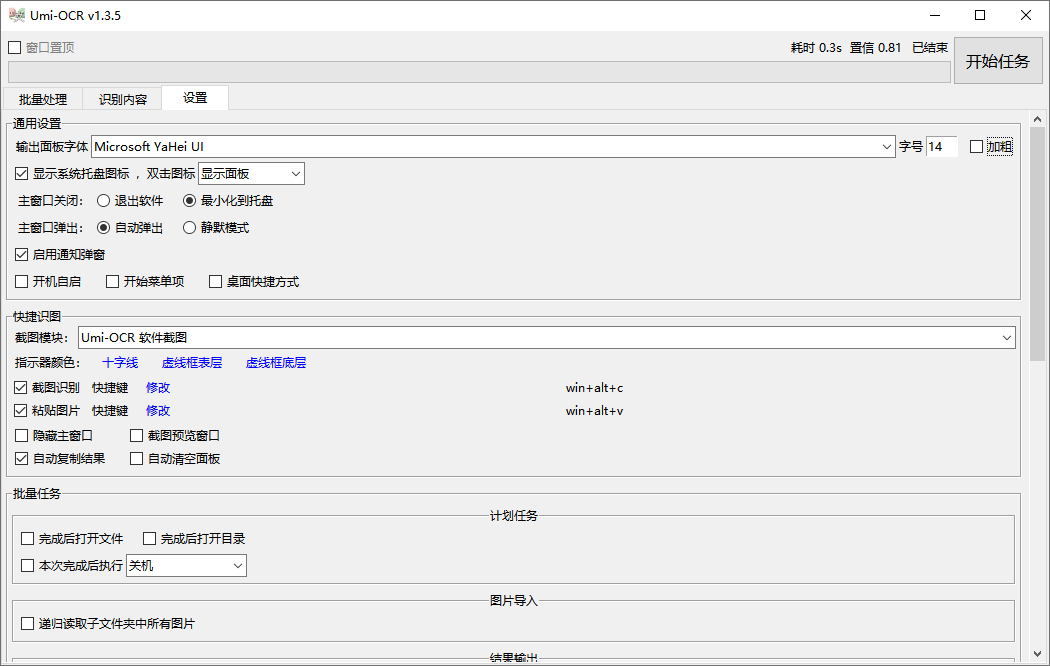 Umi-OCR v1.3.5
窗口置顶 耗时 0.3s 置信 0.81 已结束 开始任务
批量处理 识别内容 设置
通用设置
输出面板字体 Microsoft YaHei UI 字号 14 加粗
显示系统托盘图标 ，双击图标 显示面板
主窗口关闭： 退出软件 最小化到托盘
主窗口弹出： 自动弹出 静默模式
启用通知弹窗
开机自启 开始菜单项 桌面快捷方式
快捷识图
截图模块： Umi-OCR 软件截图
指示器颜色： 十字线 虚线框表层 虚线框底层
截图识别 快捷键 修改 win+alt+c
粘贴图片 快捷键 修改 win+alt+v
隐藏主窗口 截图预览窗口
自动复制结果 自动清空面板
批量任务
计划任务
完成后打开文件 完成后打开目录
本次完成后执行 关机
图片导入
递归读取子文件夹中所有图片
结果输出